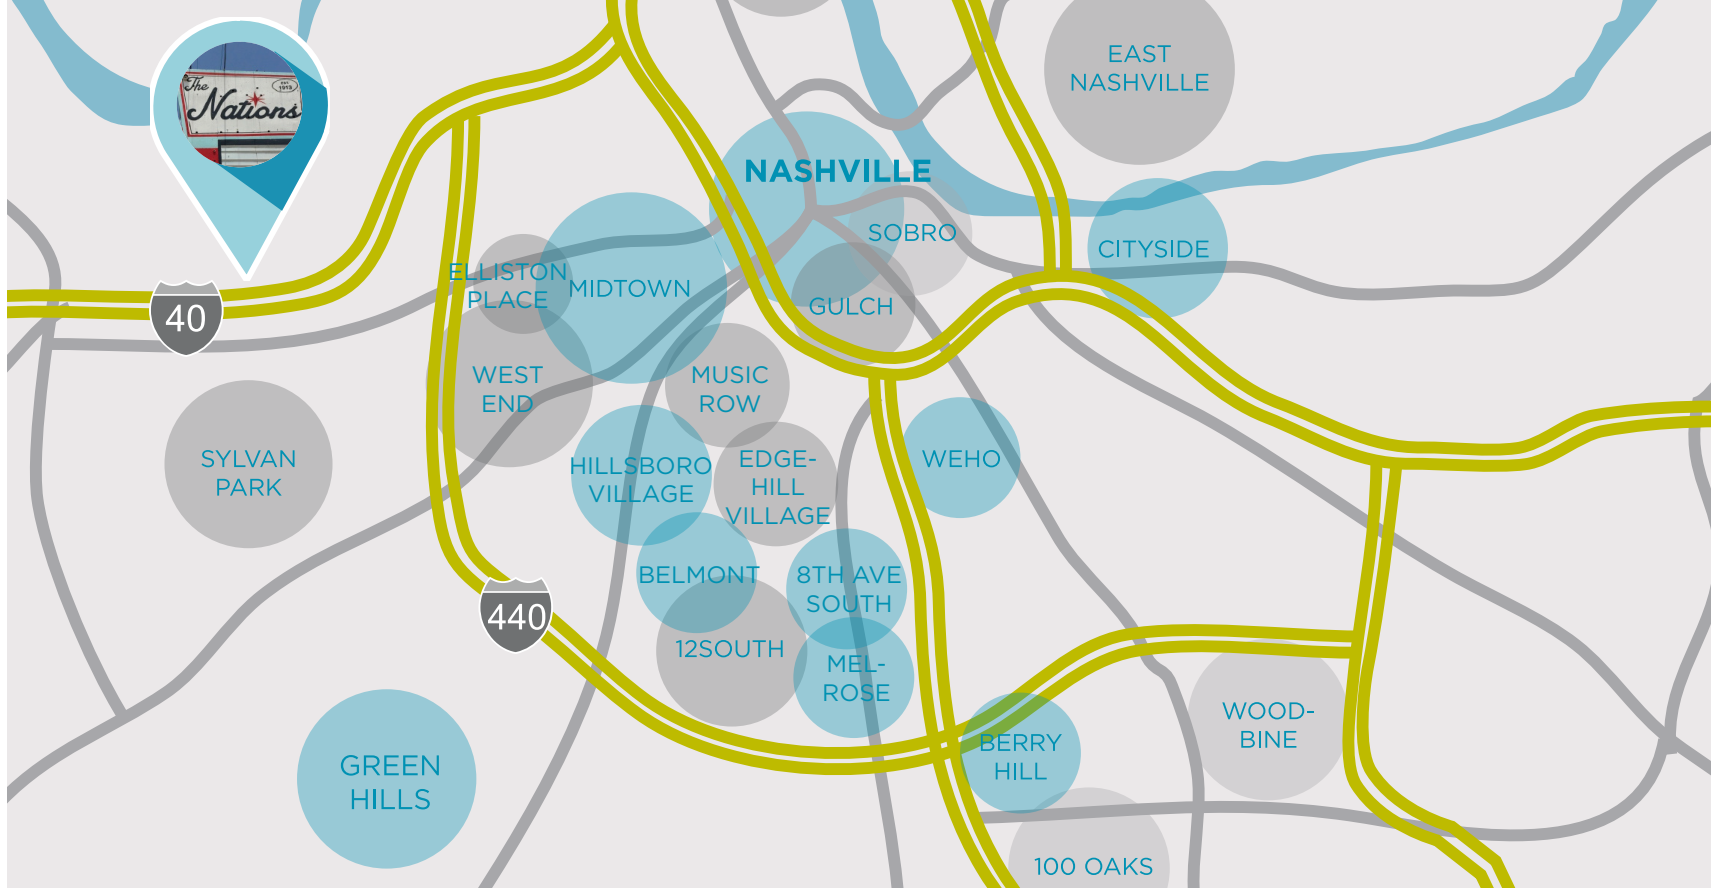 EAST
NASHVILLE
The
EST.
1913
Nations
NASHVILLE
SOBRO
CITYSIDE
ELLISTON
PLACE
MIDTOWN
GULCH
40
WEST
END
MUSIC
ROW
SYLVAN
PARK
HILLSBORO
VILLAGE
EDGE-
HILL
VILLAGE
WEHO
BELMONT
8TH AVE
SOUTH
440
12SOUTH
MEL-
ROSE
WOOD-
BINE
BERRY
HILL
GREEN
HILLS
100 OAKS